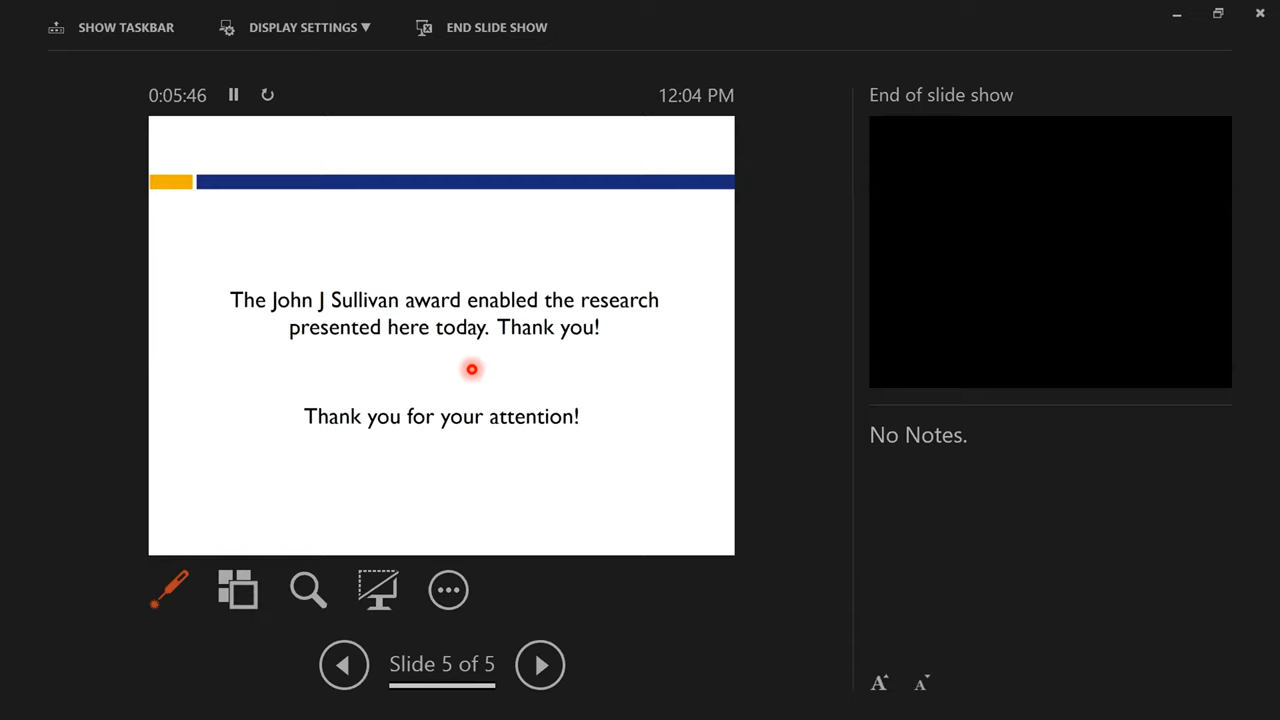 SHOW TASKBAR
DISPLAY SETTINGS ▼
END SLIDE SHOW
0:05:46
12:04 PM
The John J Sullivan award enabled the research
presented here today. Thank you!
Thank you for your attention!
Slide 5 of 5
End of slide show
No Notes.
A
A